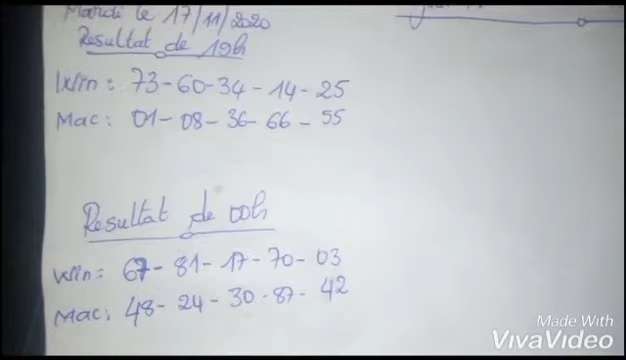 Mardi le 17/11/2020
Resultat de 19h
Win: 73-60-34-14-25
Mac: 01-08-36-66-55
Resultat de 00h
Win: 67-81-17-70-03
Mac: 48-24-30-87-42
Made With
VivaVideo